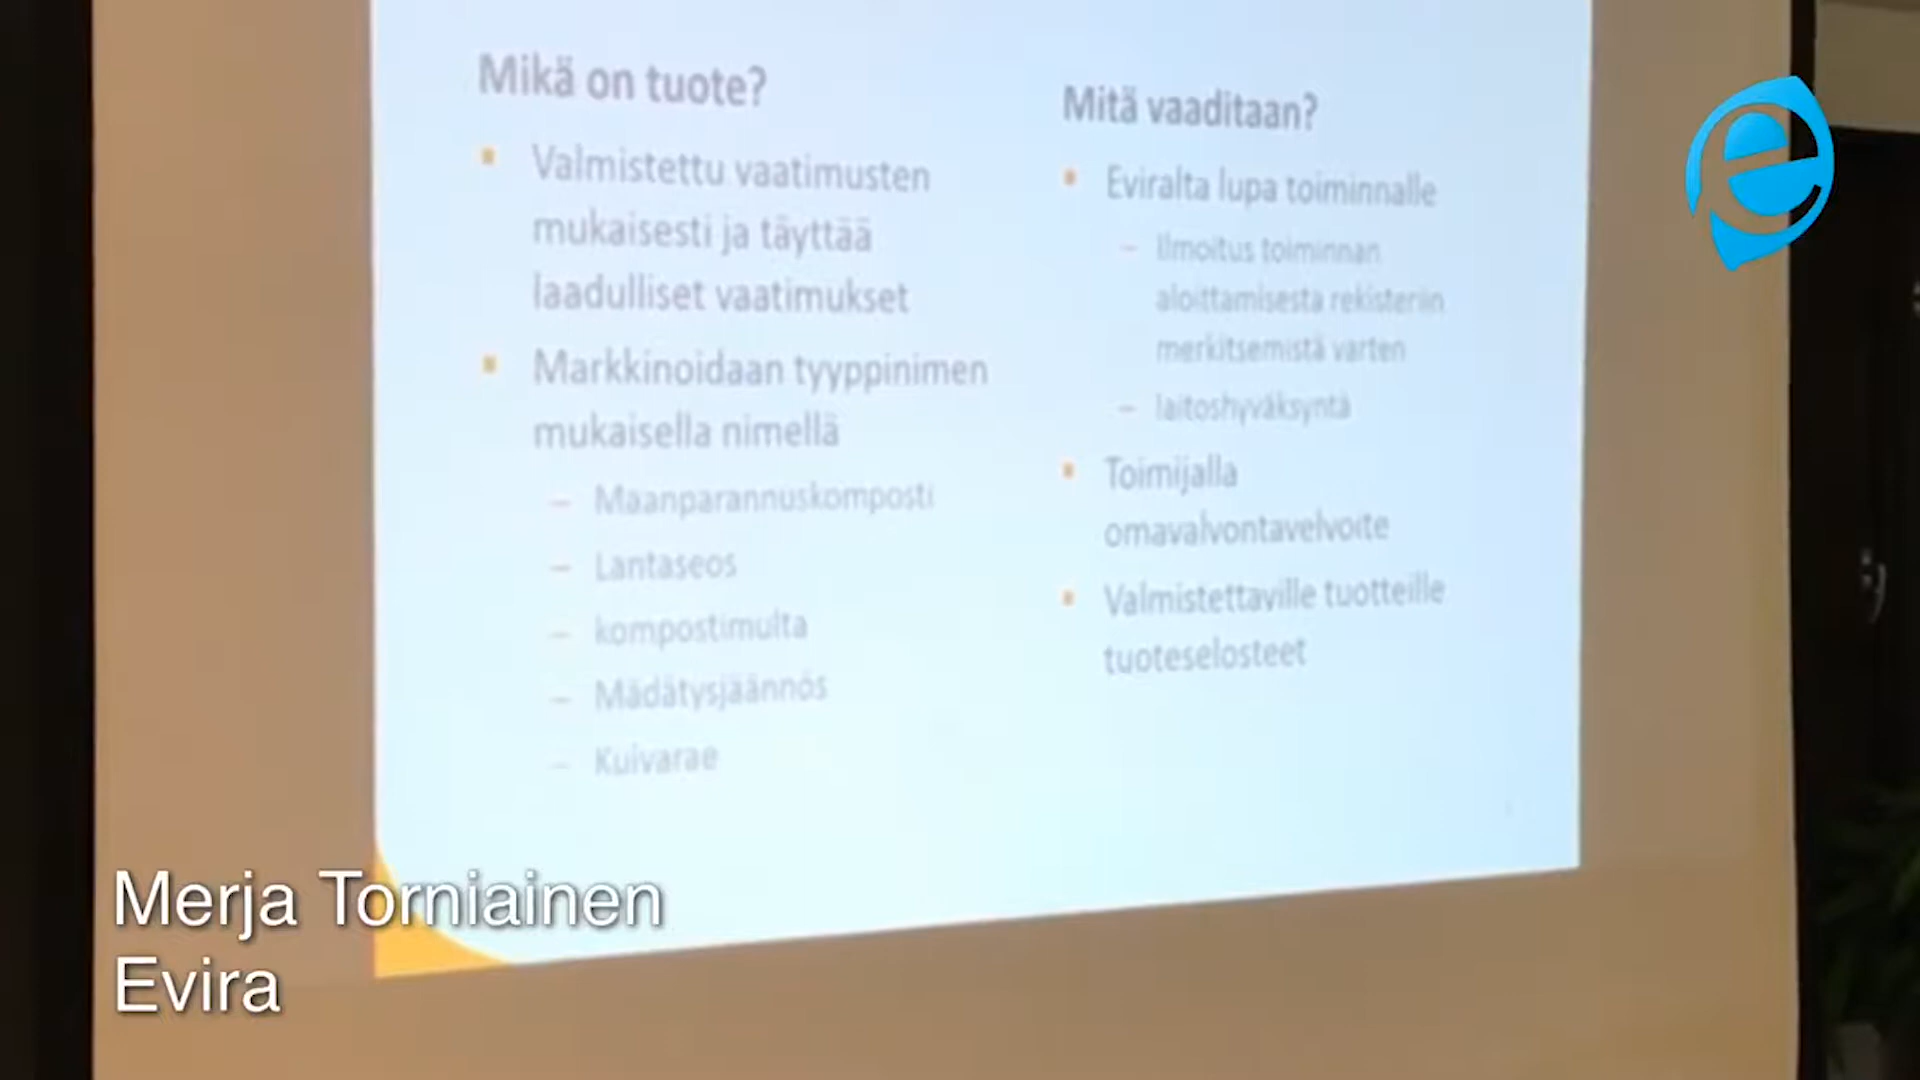 Mikä on tuote?
Valmistettu vaatimusten
mukaisesti ja täyttää
laadulliset vaatimukset
Markkinoidaan tyyppinimen
mukaisella nimellä
– Maanparannuskomposti
– Lantaseos
– kompostimulta
– Mädätysjäännös
– Kuivarae
Mitä vaaditaan?
Eviralta lupa toiminnalle
– Ilmoitus toiminnan
aloittamisesta rekisteriin
merkitsemistä varten
– laitoshyväksyntä
Toimijalla
omavalvontavelvoite
Valmistettaville tuotteille
tuoteselosteet
e
Merja Torniainen
Evira